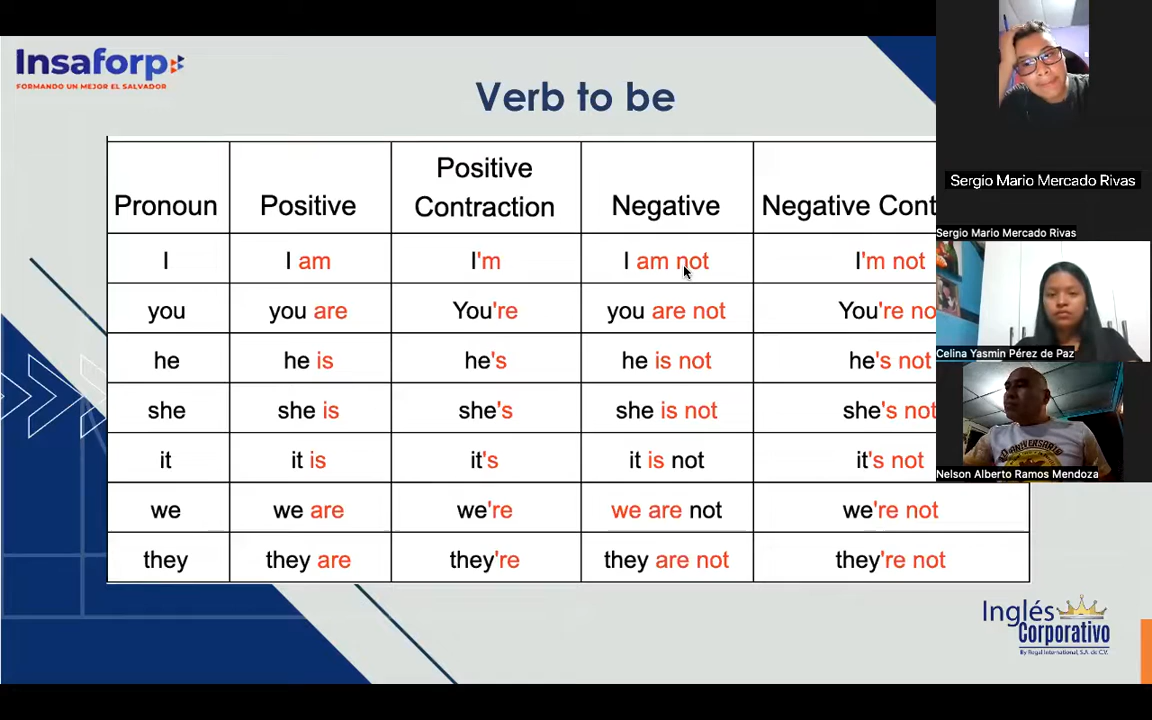 Insaforp
FORMANDO UN MEJOR EL SALVADOR
Verb to be
Pronoun Positive Positive Contraction Negative Negative Cont
I I am I'm I am not I'm not
you you are You're you are not You're no
he he is he's he is not he's not
she she is she's she is not she's not
it it is it's it is not it's not
we we are we're we are not we're not
they they are they're they are not they're not
Sergio Mario Mercado Rivas
Sergio Mario Mercado Rivas
Celina Yasmin Pérez de Paz
Nelson Alberto Ramos Mendoza
Inglés
Corporativo
By Regal International, S.A. de C.V.